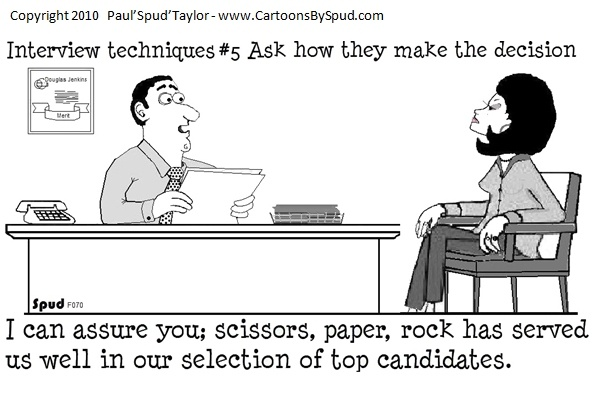 Copyright 2010 Paul'Spud'Taylor - www.CartoonsBySpud.com
Interview techniques #5 Ask how they make the decision
Douglas Jenkins
Merit
Spud F070
I can assure you; scissors, paper, rock has served
us well in our selection of top candidates.